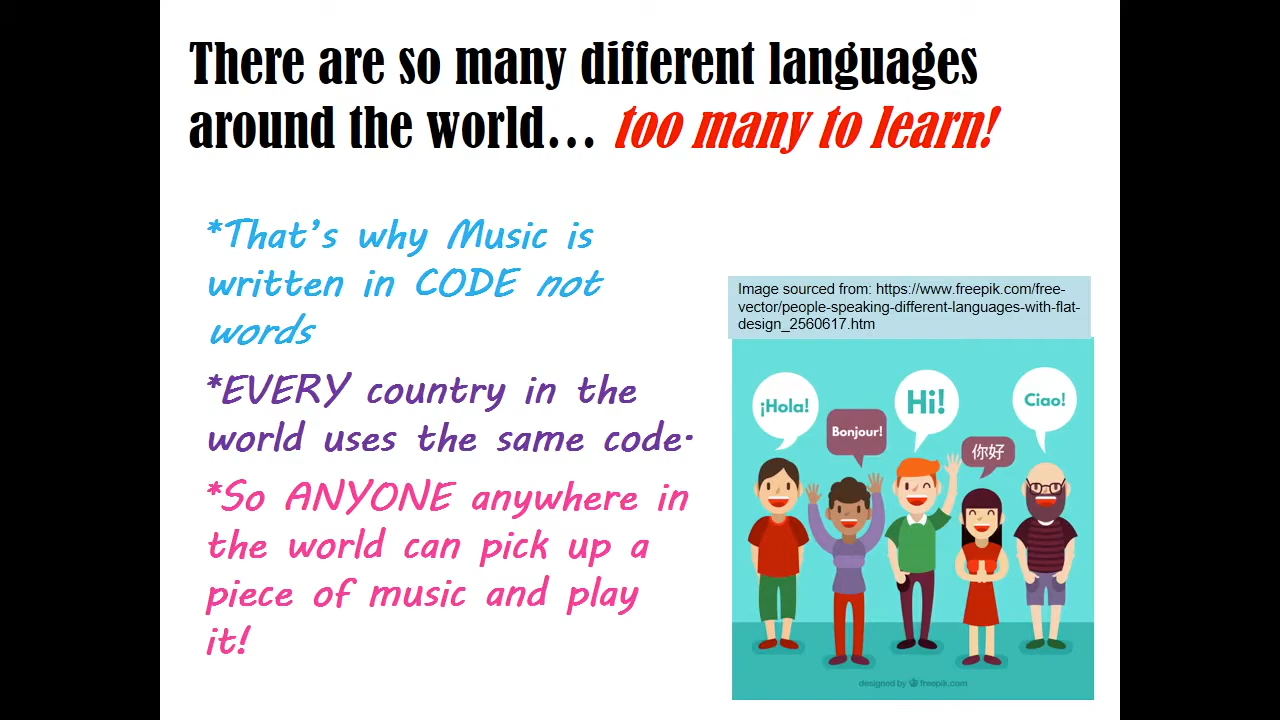 There are so many different languages
around the world... too many to learn!
*That's why Music is
written in CODE not
words
*EVERY country in the
world uses the same code.
*So ANYONE anywhere in
the world can pick up a
piece of music and play
it!
Image sourced from: https://www.freepik.com/free-
vector/people-speaking-different-languages-with-flat-
design_2560617.htm
¡Hola!
Bonjour!
Hi!
你好
Ciao!
designed by freepik.com